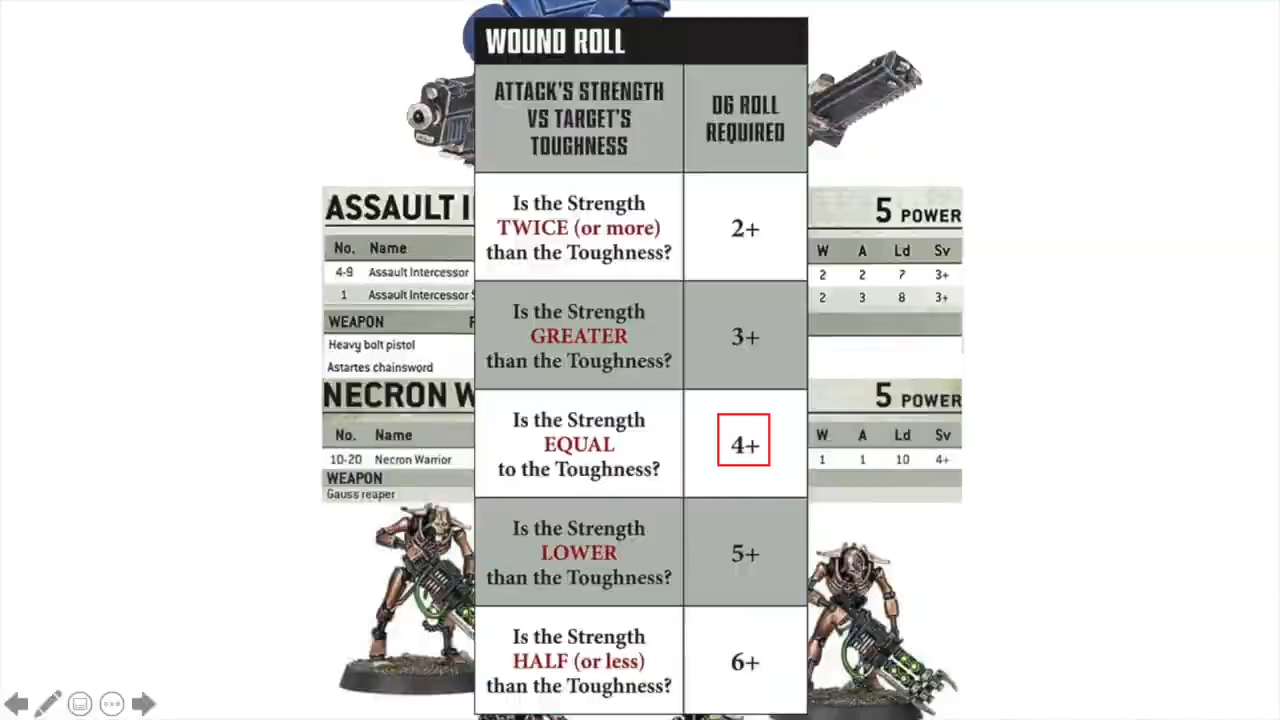 WOUND ROLL
ATTACK'S STRENGTH
VS TARGET'S
TOUGHNESS
D6 ROLL
REQUIRED
Is the Strength
TWICE (or more)
than the Toughness?
2+
Is the Strength
GREATER
than the Toughness?
3+
Is the Strength
EQUAL
to the Toughness?
4+
Is the Strength
LOWER
than the Toughness?
5+
Is the Strength
HALF (or less)
than the Toughness?
6+
ASSAULT I
5 POWER
No. Name
W A Ld Sv
4-9 Assault Intercessor
2 2 7 3+
1 Assault Intercessor S
2 3 8 3+
WEAPON
Heavy bolt pistol
Astartes chainsword
NECRON W
5 POWER
No. Name
W A Ld Sv
10-20 Necron Warrior
1 1 10 4+
WEAPON
Gauss reaper